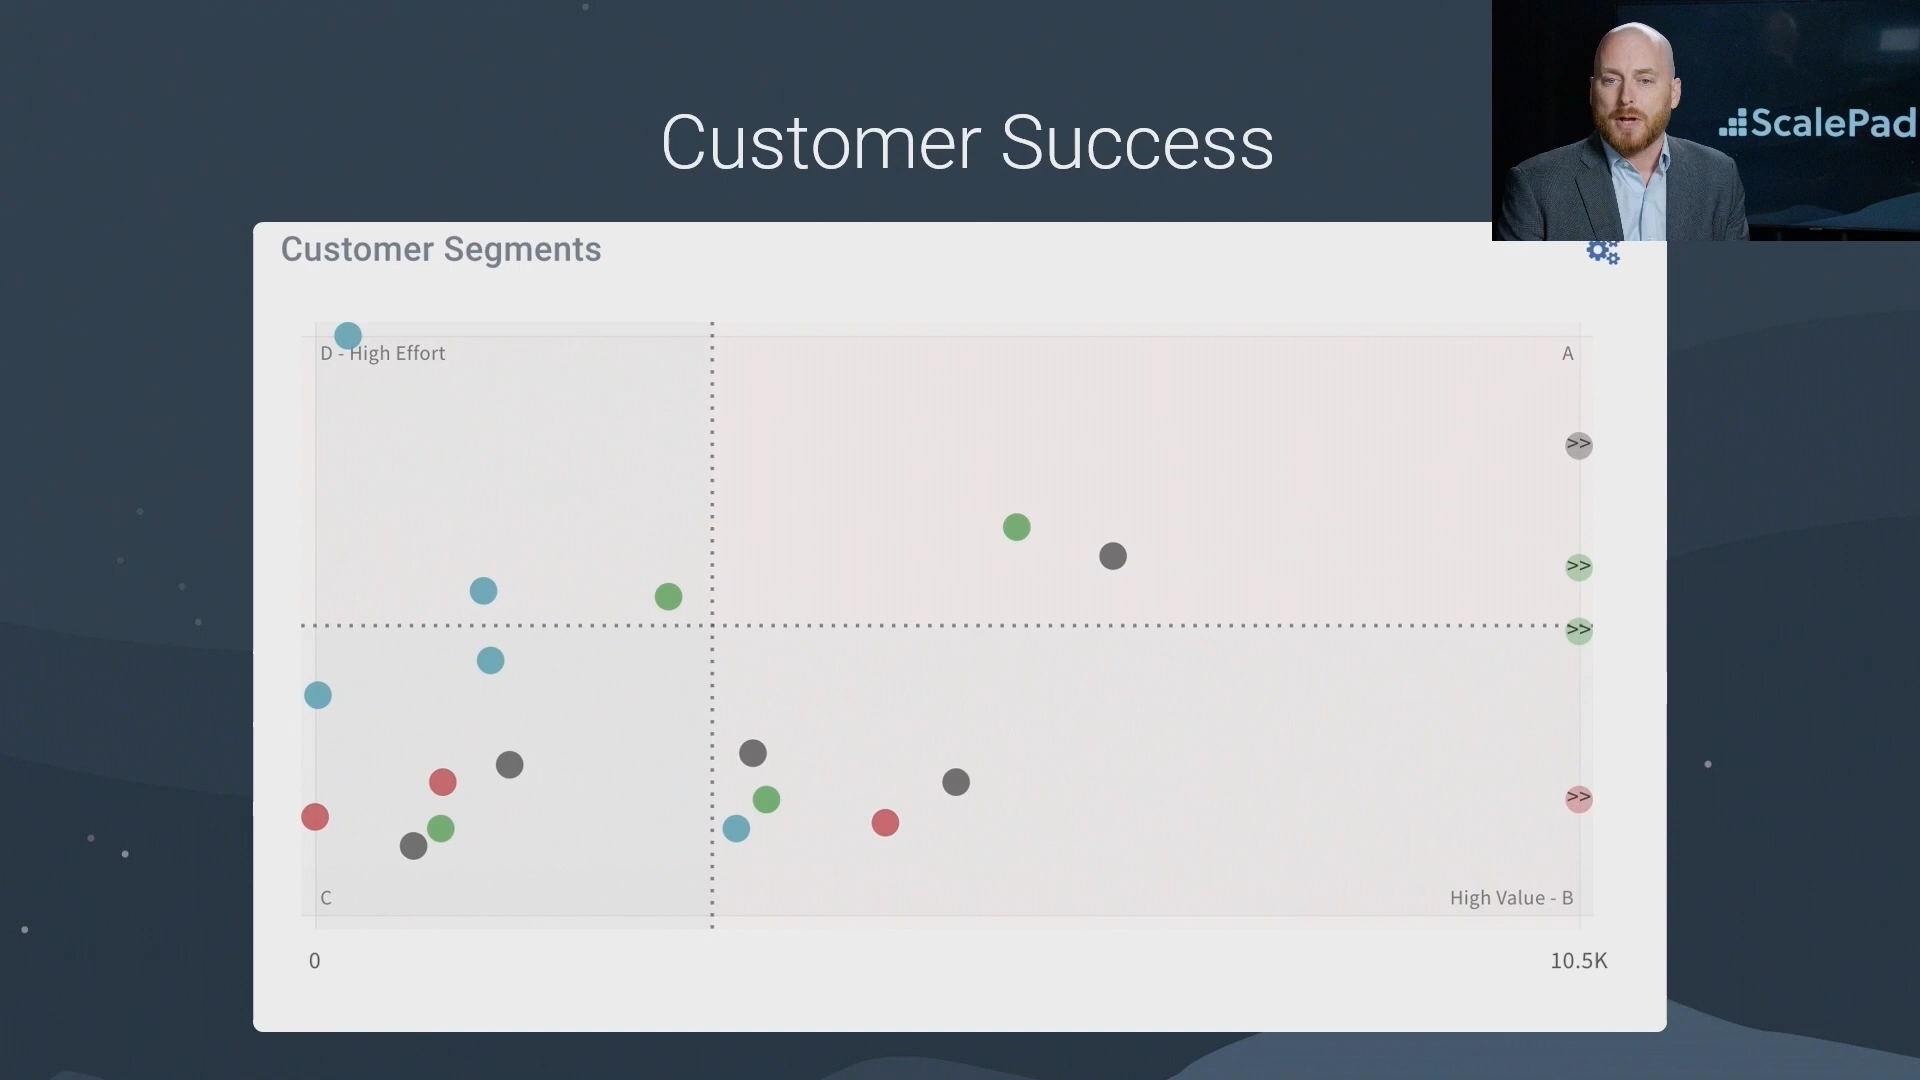 Customer Success
ScalePad
Customer Segments
D - High Effort
A
>>
>>
>>
>>
C
High Value - B
0
10.5K